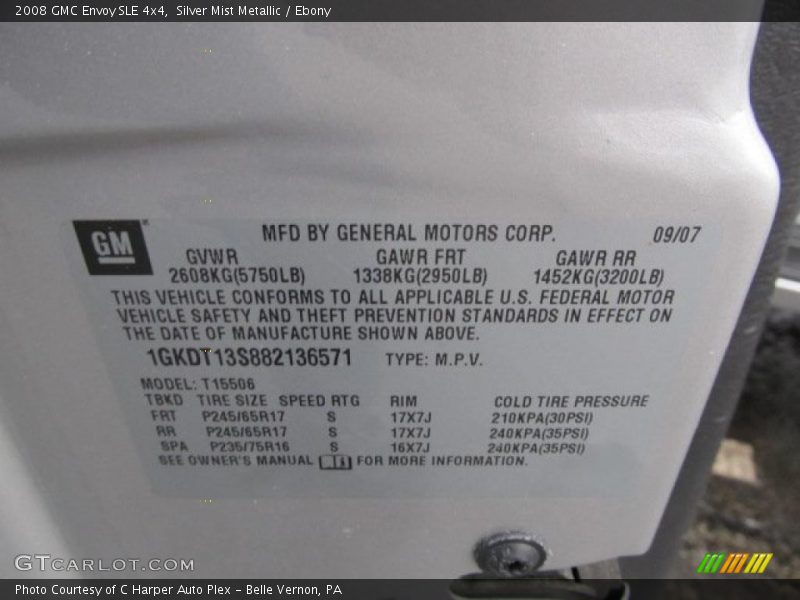 2008 GMC Envoy SLE 4x4, Silver Mist Metallic / Ebony
GM
MFD BY GENERAL MOTORS CORP. 09/07
GVWR GAWR FRT GAWR RR
2608KG(5750LB) 1338KG(2950LB) 1452KG(3200LB)
THIS VEHICLE CONFORMS TO ALL APPLICABLE U.S. FEDERAL MOTOR
VEHICLE SAFETY AND THEFT PREVENTION STANDARDS IN EFFECT ON
THE DATE OF MANUFACTURE SHOWN ABOVE.
1GKDT13S882136571 TYPE: M.P.V.
MODEL: T15506
TBKD TIRE SIZE SPEED RTG RIM COLD TIRE PRESSURE
FRT P245/65R17 S 17X7J 210KPA(30PSI)
RR P245/65R17 S 17X7J 240KPA(35PSI)
SPA P235/75R16 S 16X7J 240KPA(35PSI)
SEE OWNER'S MANUAL FOR MORE INFORMATION.
GTCARLOT.COM
Photo Courtesy of C Harper Auto Plex – Belle Vernon, PA